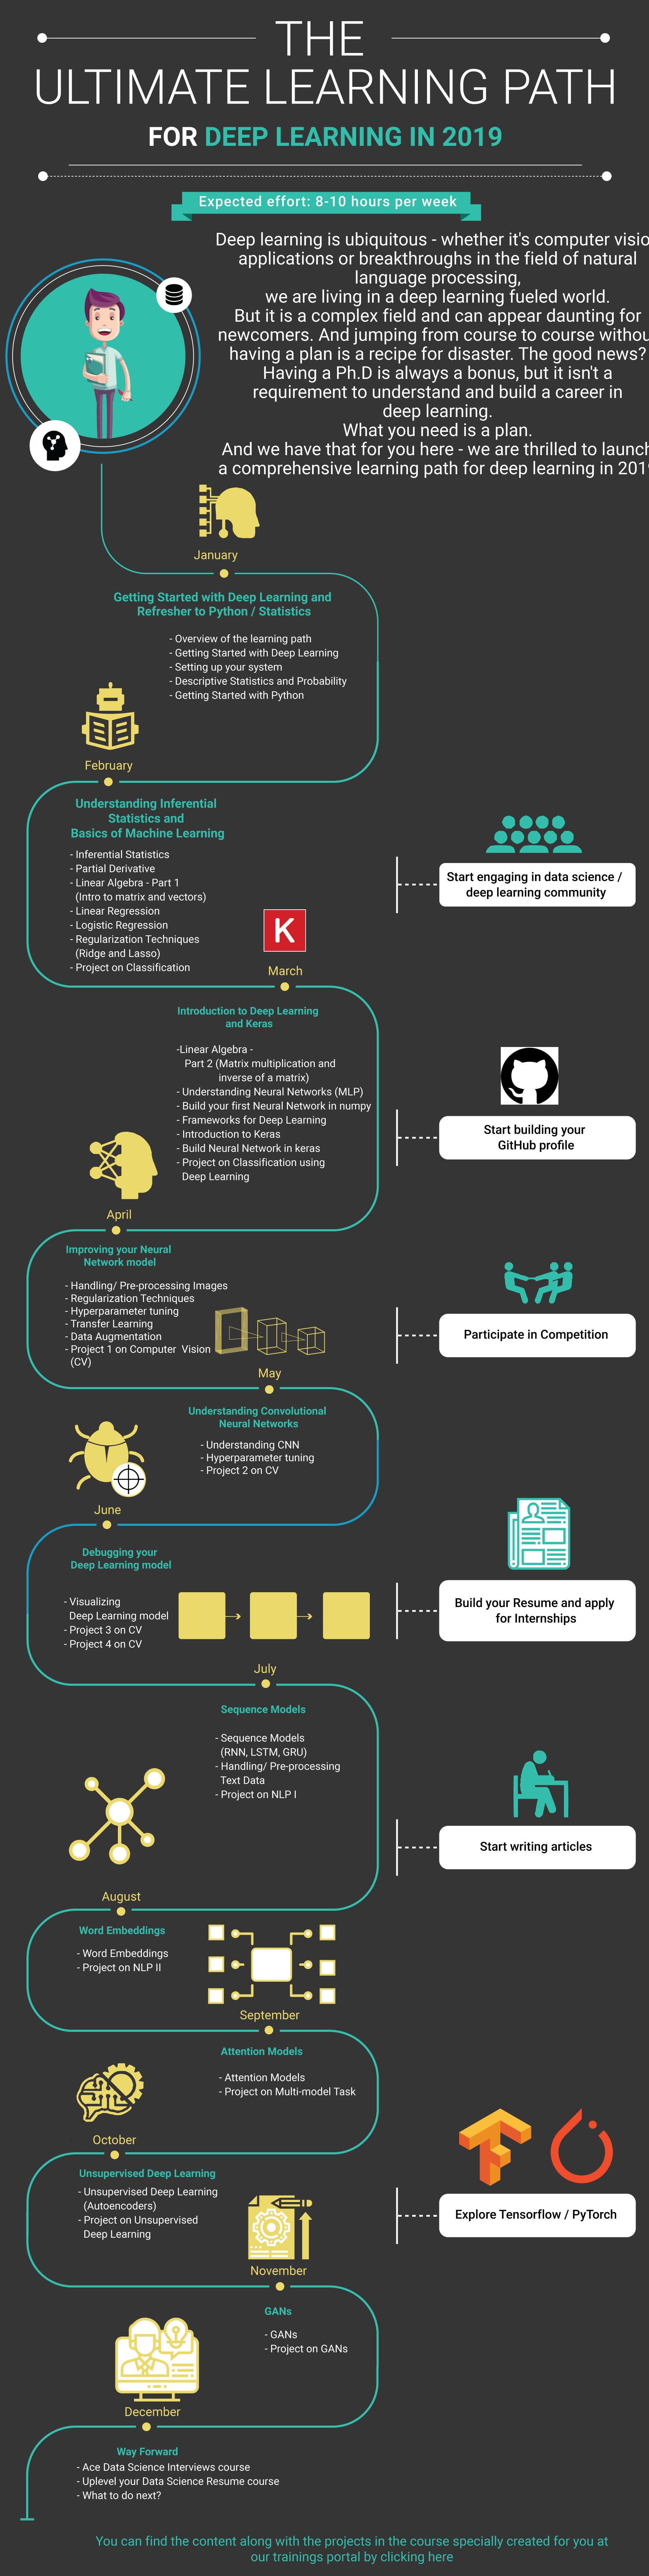 THE
ULTIMATE LEARNING PATH
FOR DEEP LEARNING IN 2019
Expected effort: 8-10 hours per week
Deep learning is ubiquitous - whether it's computer visio
applications or breakthroughs in the field of natural
language processing,
we are living in a deep learning fueled world.
But it is a complex field and can appear daunting for
newcomers. And jumping from course to course withou
having a plan is a recipe for disaster. The good news?
Having a Ph.D is always a bonus, but it isn't a
requirement to understand and build a career in
deep learning.
What you need is a plan.
And we have that for you here - we are thrilled to launch
a comprehensive learning path for deep learning in 201
January
Getting Started with Deep Learning and
Refresher to Python / Statistics
- Overview of the learning path
- Getting Started with Deep Learning
- Setting up your system
- Descriptive Statistics and Probability
- Getting Started with Python
February
Understanding Inferential
Statistics and
Basics of Machine Learning
- Inferential Statistics
- Partial Derivative
- Linear Algebra - Part 1
(Intro to matrix and vectors)
- Linear Regression
- Logistic Regression
- Regularization Techniques
(Ridge and Lasso)
- Project on Classification
Start engaging in data science /
deep learning community
K
March
Introduction to Deep Learning
and Keras
-Linear Algebra -
Part 2 (Matrix multiplication and
inverse of a matrix)
- Understanding Neural Networks (MLP)
- Build your first Neural Network in numpy
- Frameworks for Deep Learning
- Introduction to Keras
- Build Neural Network in keras
- Project on Classification using
Deep Learning
Start building your
GitHub profile
April
Improving your Neural
Network model
- Handling/ Pre-processing Images
- Regularization Techniques
- Hyperparameter tuning
- Transfer Learning
- Data Augmentation
- Project 1 on Computer Vision
(CV)
Participate in Competition
May
Understanding Convolutional
Neural Networks
- Understanding CNN
- Hyperparameter tuning
- Project 2 on CV
June
Debugging your
Deep Learning model
- Visualizing
Deep Learning model
- Project 3 on CV
- Project 4 on CV
Build your Resume and apply
for Internships
July
Sequence Models
- Sequence Models
(RNN, LSTM, GRU)
- Handling/ Pre-processing
Text Data
- Project on NLP I
Start writing articles
August
Word Embeddings
- Word Embeddings
- Project on NLP II
September
Attention Models
- Attention Models
- Project on Multi-model Task
October
Unsupervised Deep Learning
- Unsupervised Deep Learning
(Autoencoders)
- Project on Unsupervised
Deep Learning
Explore Tensorflow / PyTorch
November
GANs
- GANs
- Project on GANs
December
Way Forward
- Ace Data Science Interviews course
- Uplevel your Data Science Resume course
- What to do next?
You can find the content along with the projects in the course specially created for you at
our trainings portal by clicking here